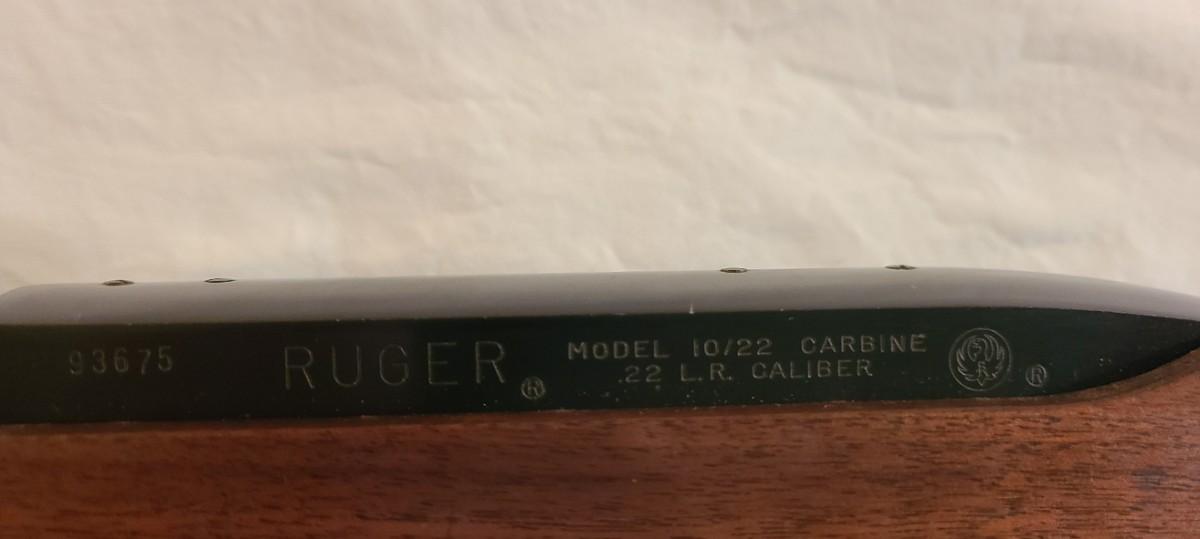 93675
RUGER ®
MODEL 10/22 CARBINE
.22 L.R. CALIBER
®